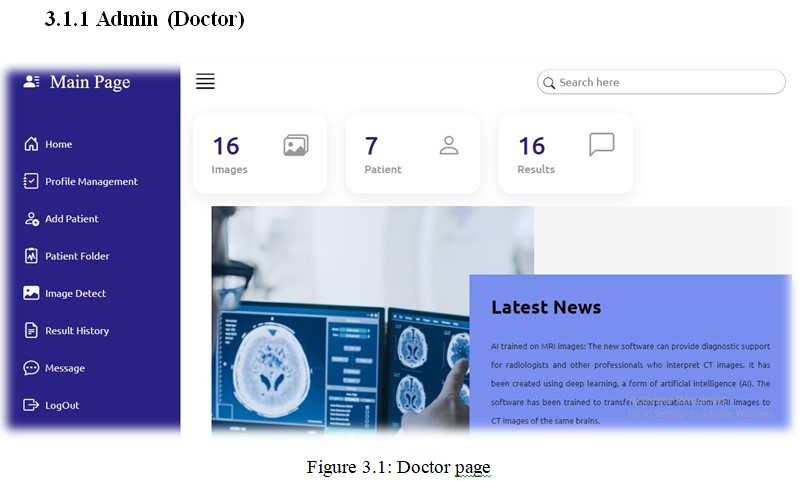 3.1.1 Admin (Doctor)
Main Page
Search here
Home
Profile Management
Add Patient
Patient Folder
Image Detect
Result History
Message
LogOut
16
Images
7
Patient
16
Results
Latest News
AI trained on MRI images: The new software can provide diagnostic support
for radiologists and other professionals who interpret CT images. It has
been created using deep learning, a form of artificial intelligence (AI). The
software has been trained to transfer interpretations from MRI images to
CT images of the same brains.
Go to Settings to activate Windows.
Figure 3.1: Doctor page